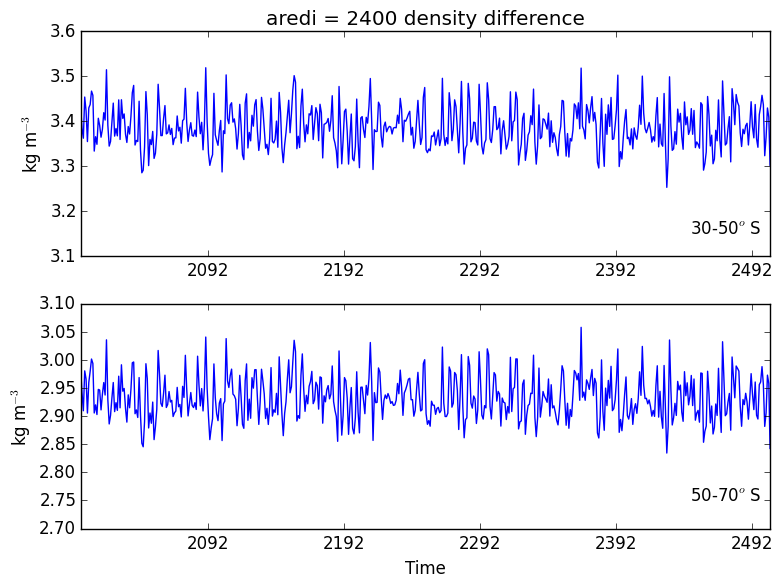 aredi = 2400 density difference
3.6
3.5
3.4
3.3
3.2
3.1
kg m⁻³
30-50° S
2092 2192 2292 2392 2492
3.10
3.05
3.00
2.95
2.90
2.85
2.80
2.75
2.70
kg m⁻³
50-70° S
2092 2192 2292 2392 2492
Time